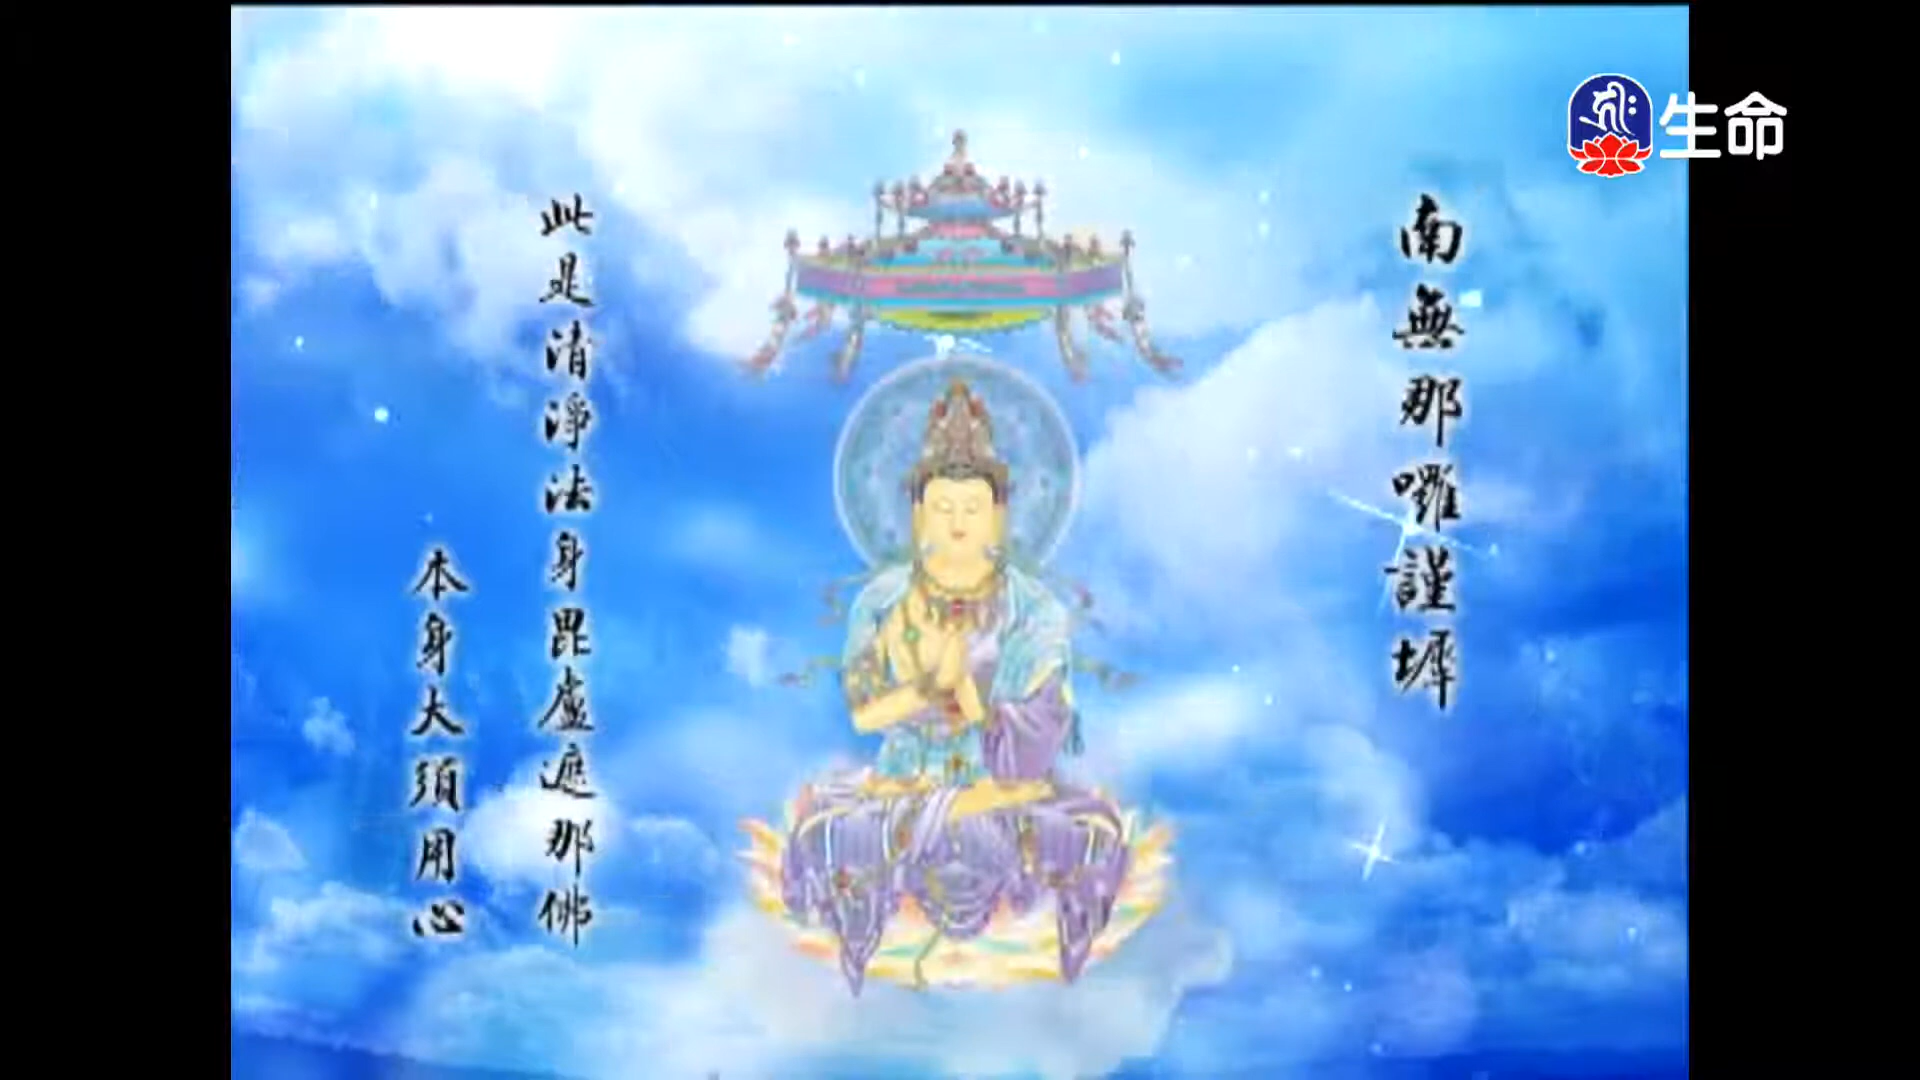 南無那囉謹墀
此是清淨法身毘盧遮那佛
本身大須用心
生命